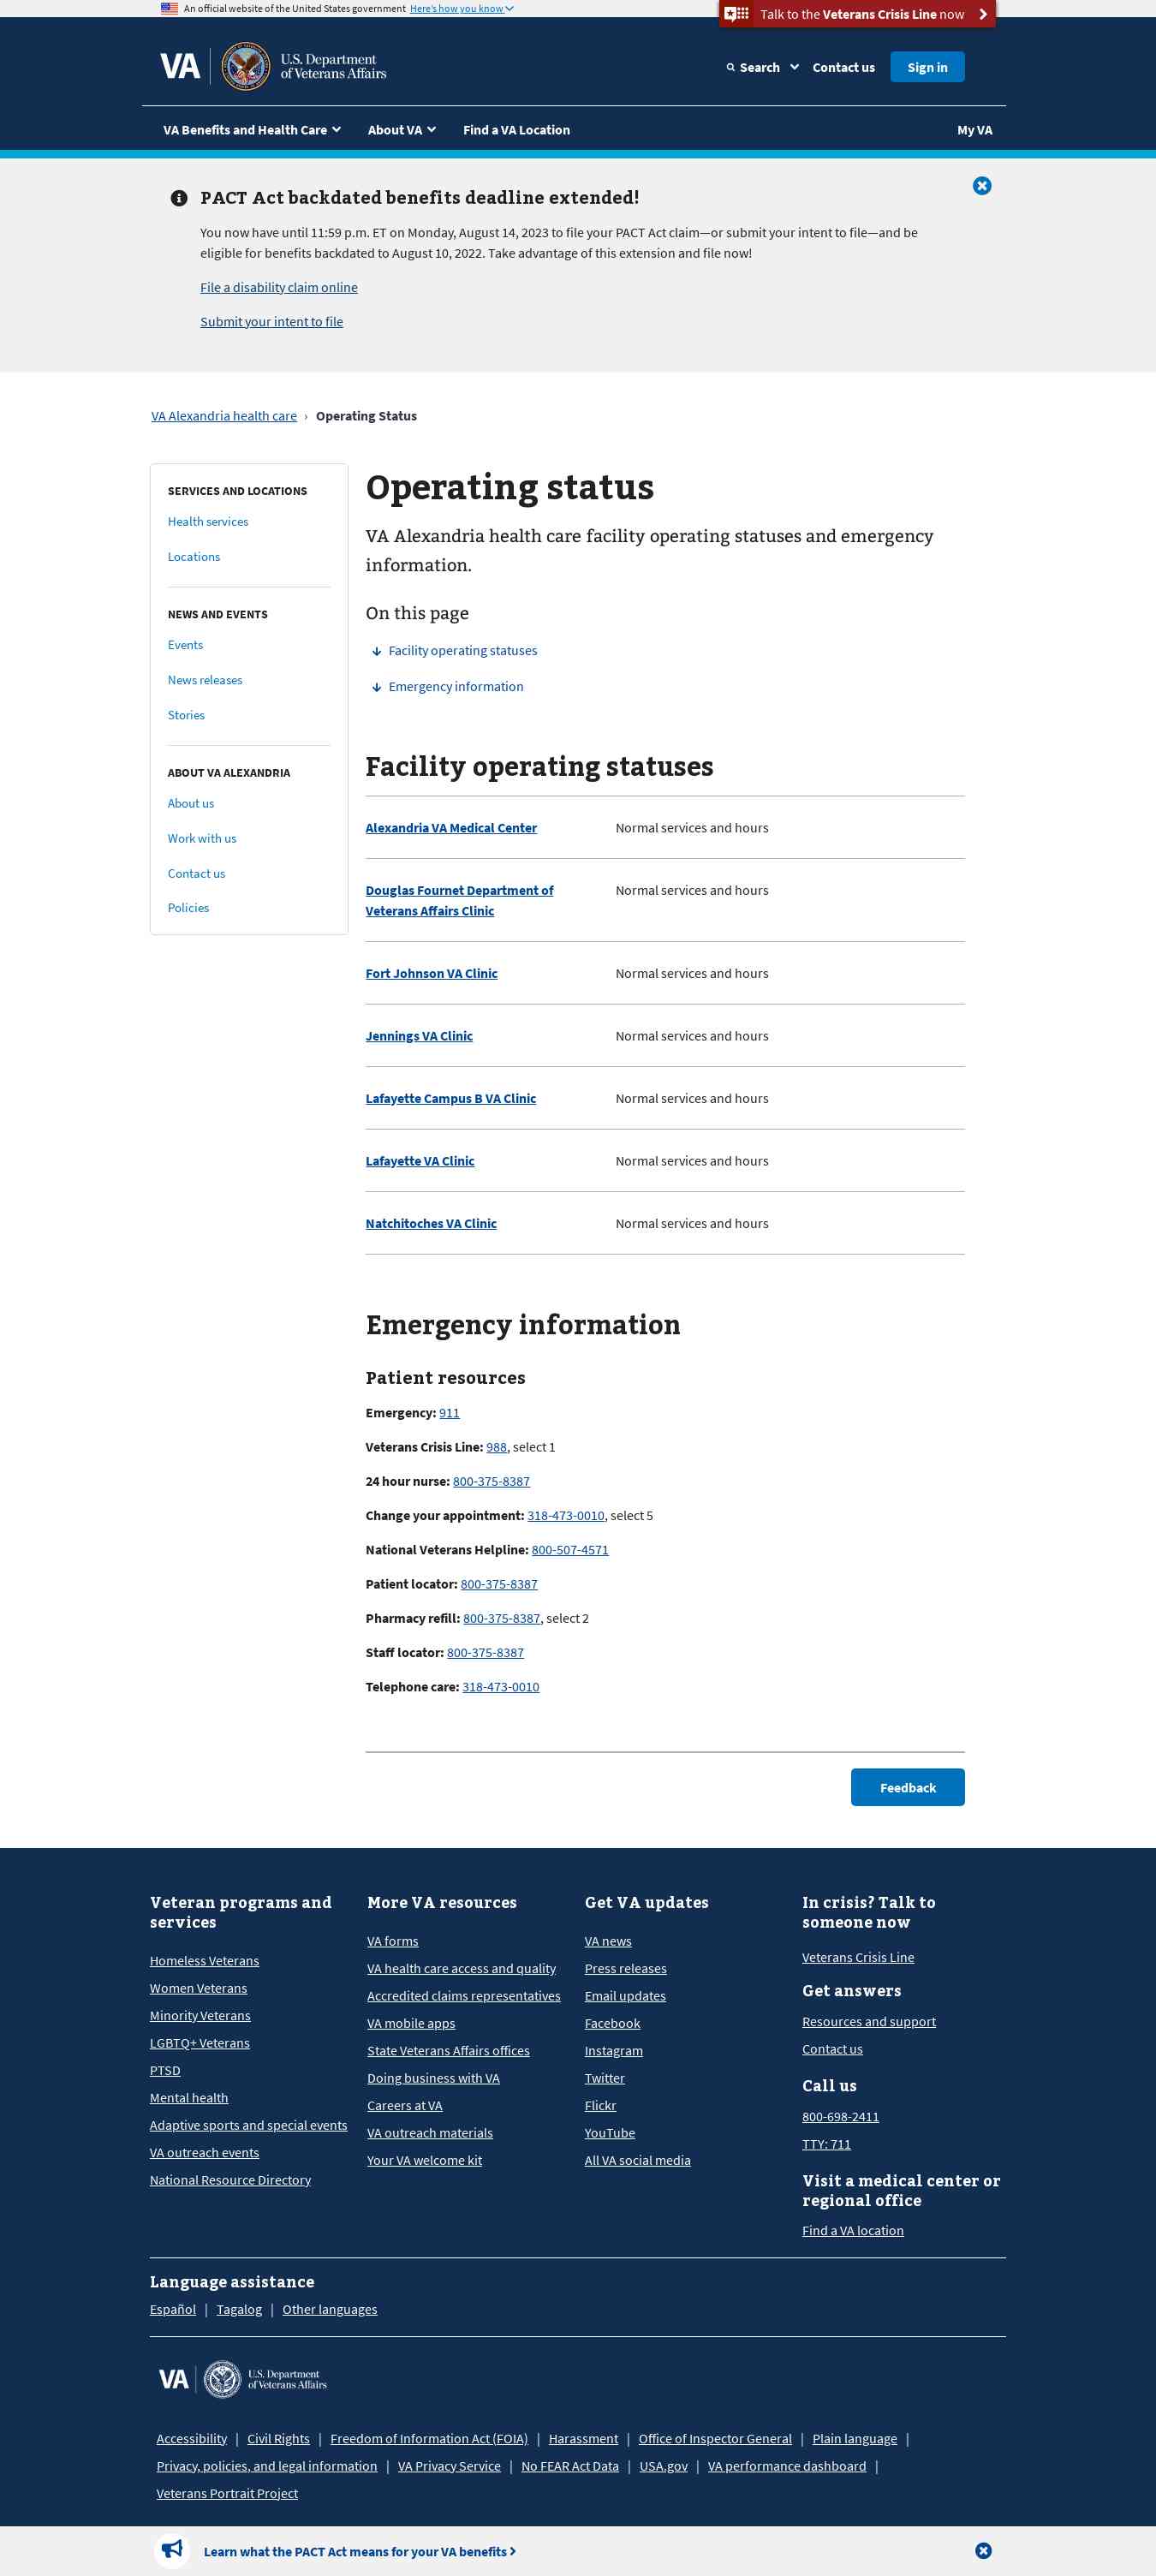 An official website of the United States government Here's how you know
Talk to the Veterans Crisis Line now
VA
U.S. Department
of Veterans Affairs
Search
Contact us
Sign in
VA Benefits and Health Care
About VA
Find a VA Location
My VA
PACT Act backdated benefits deadline extended!
You now have until 11:59 p.m. ET on Monday, August 14, 2023 to file your PACT Act claim—or submit your intent to file—and be
eligible for benefits backdated to August 10, 2022. Take advantage of this extension and file now!
File a disability claim online
Submit your intent to file
VA Alexandria health care › Operating Status
SERVICES AND LOCATIONS
Health services
Locations
NEWS AND EVENTS
Events
News releases
Stories
ABOUT VA ALEXANDRIA
About us
Work with us
Contact us
Policies
Operating status
VA Alexandria health care facility operating statuses and emergency
information.
On this page
Facility operating statuses
Emergency information
Facility operating statuses
Alexandria VA Medical Center Normal services and hours
Douglas Fournet Department of Normal services and hours
Veterans Affairs Clinic
Fort Johnson VA Clinic Normal services and hours
Jennings VA Clinic Normal services and hours
Lafayette Campus B VA Clinic Normal services and hours
Lafayette VA Clinic Normal services and hours
Natchitoches VA Clinic Normal services and hours
Emergency information
Patient resources
Emergency: 911
Veterans Crisis Line: 988, select 1
24 hour nurse: 800-375-8387
Change your appointment: 318-473-0010, select 5
National Veterans Helpline: 800-507-4571
Patient locator: 800-375-8387
Pharmacy refill: 800-375-8387, select 2
Staff locator: 800-375-8387
Telephone care: 318-473-0010
Feedback
Veteran programs and
services
Homeless Veterans
Women Veterans
Minority Veterans
LGBTQ+ Veterans
PTSD
Mental health
Adaptive sports and special events
VA outreach events
National Resource Directory
More VA resources
VA forms
VA health care access and quality
Accredited claims representatives
VA mobile apps
State Veterans Affairs offices
Doing business with VA
Careers at VA
VA outreach materials
Your VA welcome kit
Get VA updates
VA news
Press releases
Email updates
Facebook
Instagram
Twitter
Flickr
YouTube
All VA social media
In crisis? Talk to
someone now
Veterans Crisis Line
Get answers
Resources and support
Contact us
Call us
800-698-2411
TTY: 711
Visit a medical center or
regional office
Find a VA location
Language assistance
Español | Tagalog | Other languages
VA
U.S. Department
of Veterans Affairs
Accessibility | Civil Rights | Freedom of Information Act (FOIA) | Harassment | Office of Inspector General | Plain language |
Privacy, policies, and legal information | VA Privacy Service | No FEAR Act Data | USA.gov | VA performance dashboard |
Veterans Portrait Project
Learn what the PACT Act means for your VA benefits